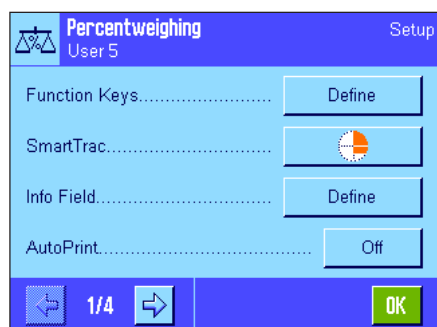 Percentweighing Setup
User 5
Function Keys........................ Define
SmartTrac.............................
Info Field............................... Define
AutoPrint..................................... Off
1/4 OK